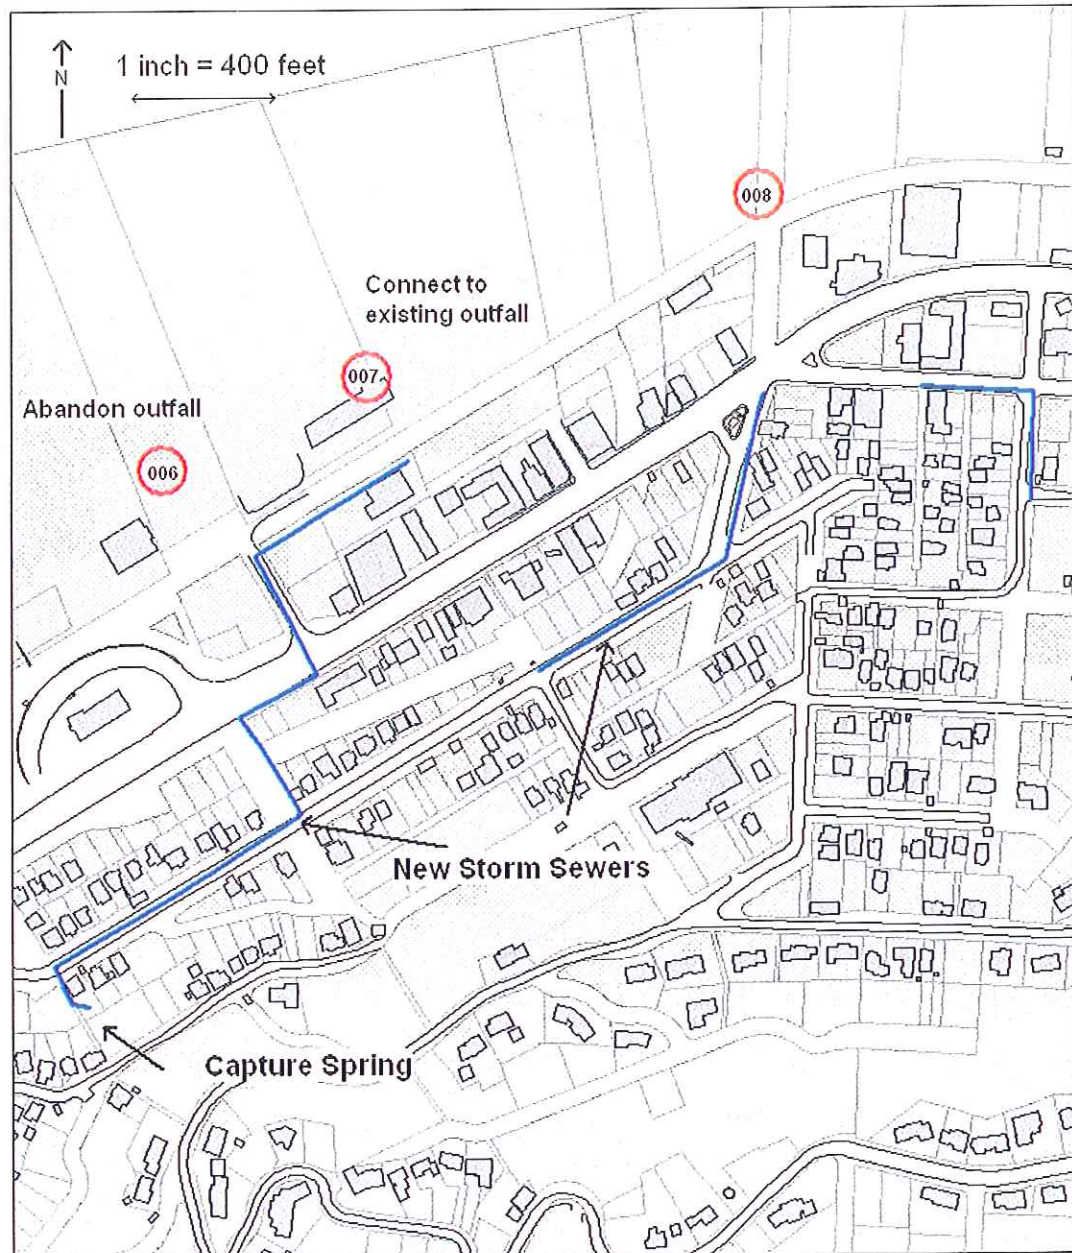 N
1 inch = 400 feet
008
Connect to
existing outfall
007
Abandon outfall
006
New Storm Sewers
Capture Spring